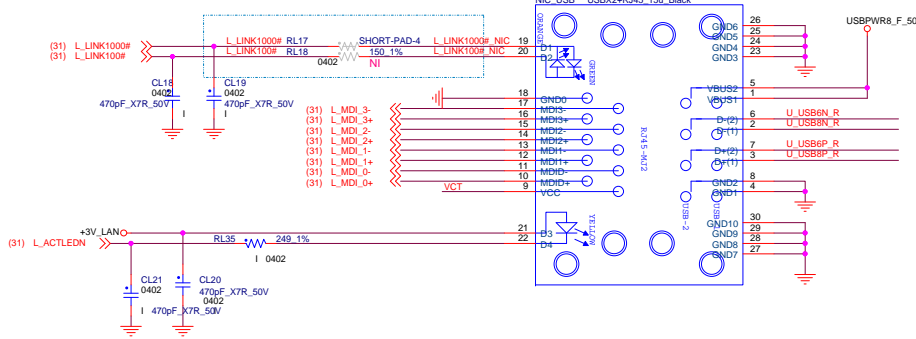 NIC_USB USBX2+RJ45_15u_Black
USBPWR8_F_50
ORANGE
GREEN
(31) L_LINK1000# L_LINK1000# RL17 SHORT-PAD-4 L_LINK1000#_NIC 19 D1
(31) L_LINK100# L_LINK100# RL18 150_1% L_LINK100#_NIC 20 D2
0402 NI
CL18
0402
470pF_X7R_50V
I
CL19
0402
470pF_X7R_50V
I
18 GND0
(31) L_MDI_3- 17 MDI3-
(31) L_MDI_3+ 16 MDI3+
(31) L_MDI_2- 15 MDI2-
(31) L_MDI_2+ 14 MDI2+
(31) L_MDI_1- 13 MDI1-
(31) L_MDI_1+ 12 MDI1+
(31) L_MDI_0- 11 MDID-
(31) L_MDI_0+ 10 MDID+
VCT 9 VCC
RJ45-MJ2
GND6 26
GND5 25
GND4 24
GND3 23
VBUS2 5
VBUS1 1
D-(2) 6 U_USB6N_R
D-(1) 2 U_USB8N_R
D+(2) 7 U_USB6P_R
D+(1) 3 U_USB8P_R
GND2 8
GND1 4
USB-2
GND10 30
GND9 29
GND8 28
GND7 27
+3V_LAN 21 D3
(31) L_ACTLEDN RL35 249_1% 22 D4
I 0402
YELLOW
CL21
0402
I 470pF_X7R_50V
CL20
470pF_X7R_50V
0402
I